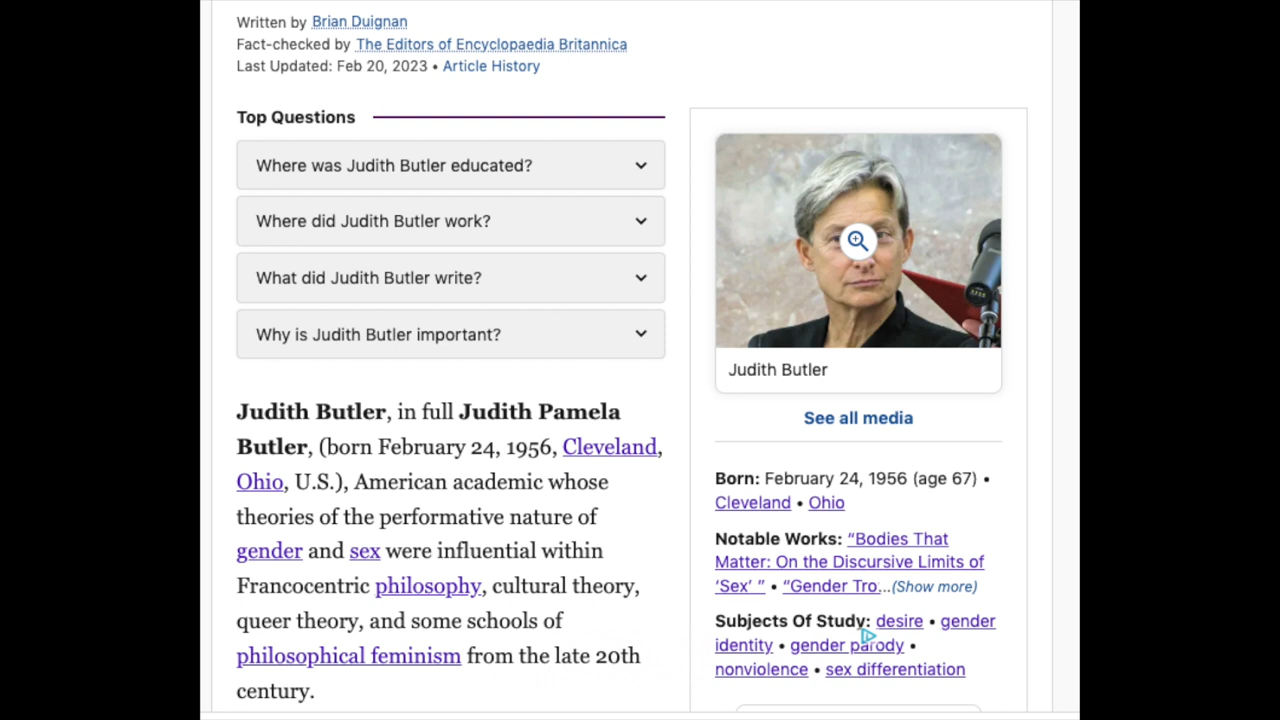 Written by Brian Duignan
Fact-checked by The Editors of Encyclopaedia Britannica
Last Updated: Feb 20, 2023 • Article History
Top Questions
Where was Judith Butler educated?
Where did Judith Butler work?
What did Judith Butler write?
Why is Judith Butler important?
Judith Butler, in full Judith Pamela
Butler, (born February 24, 1956, Cleveland,
Ohio, U.S.), American academic whose
theories of the performative nature of
gender and sex were influential within
Francocentric philosophy, cultural theory,
queer theory, and some schools of
philosophical feminism from the late 20th
century.
Judith Butler
See all media
Born: February 24, 1956 (age 67) •
Cleveland • Ohio
Notable Works: “Bodies That
Matter: On the Discursive Limits of
‘Sex’ ” • “Gender Tro...(Show more)
Subjects Of Study: desire • gender
identity • gender parody •
nonviolence • sex differentiation